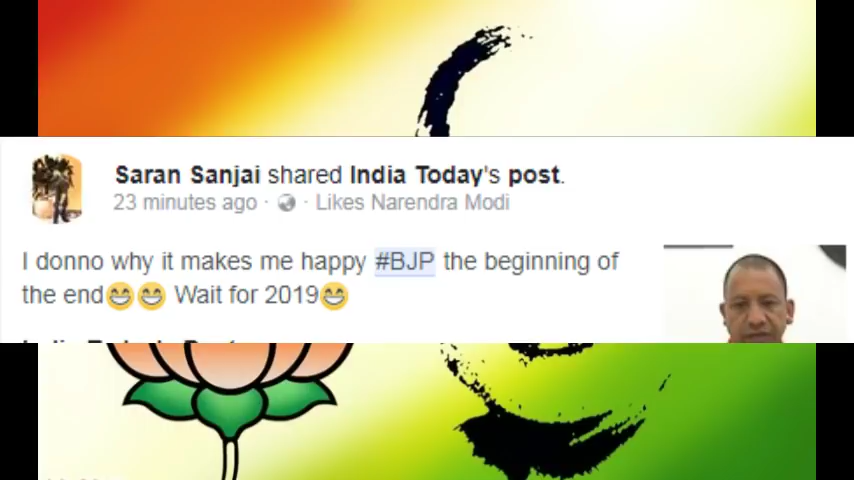 Saran Sanjai shared India Today's post.
23 minutes ago · · Likes Narendra Modi
I donno why it makes me happy #BJP the beginning of
the end😁😁 Wait for 2019😁